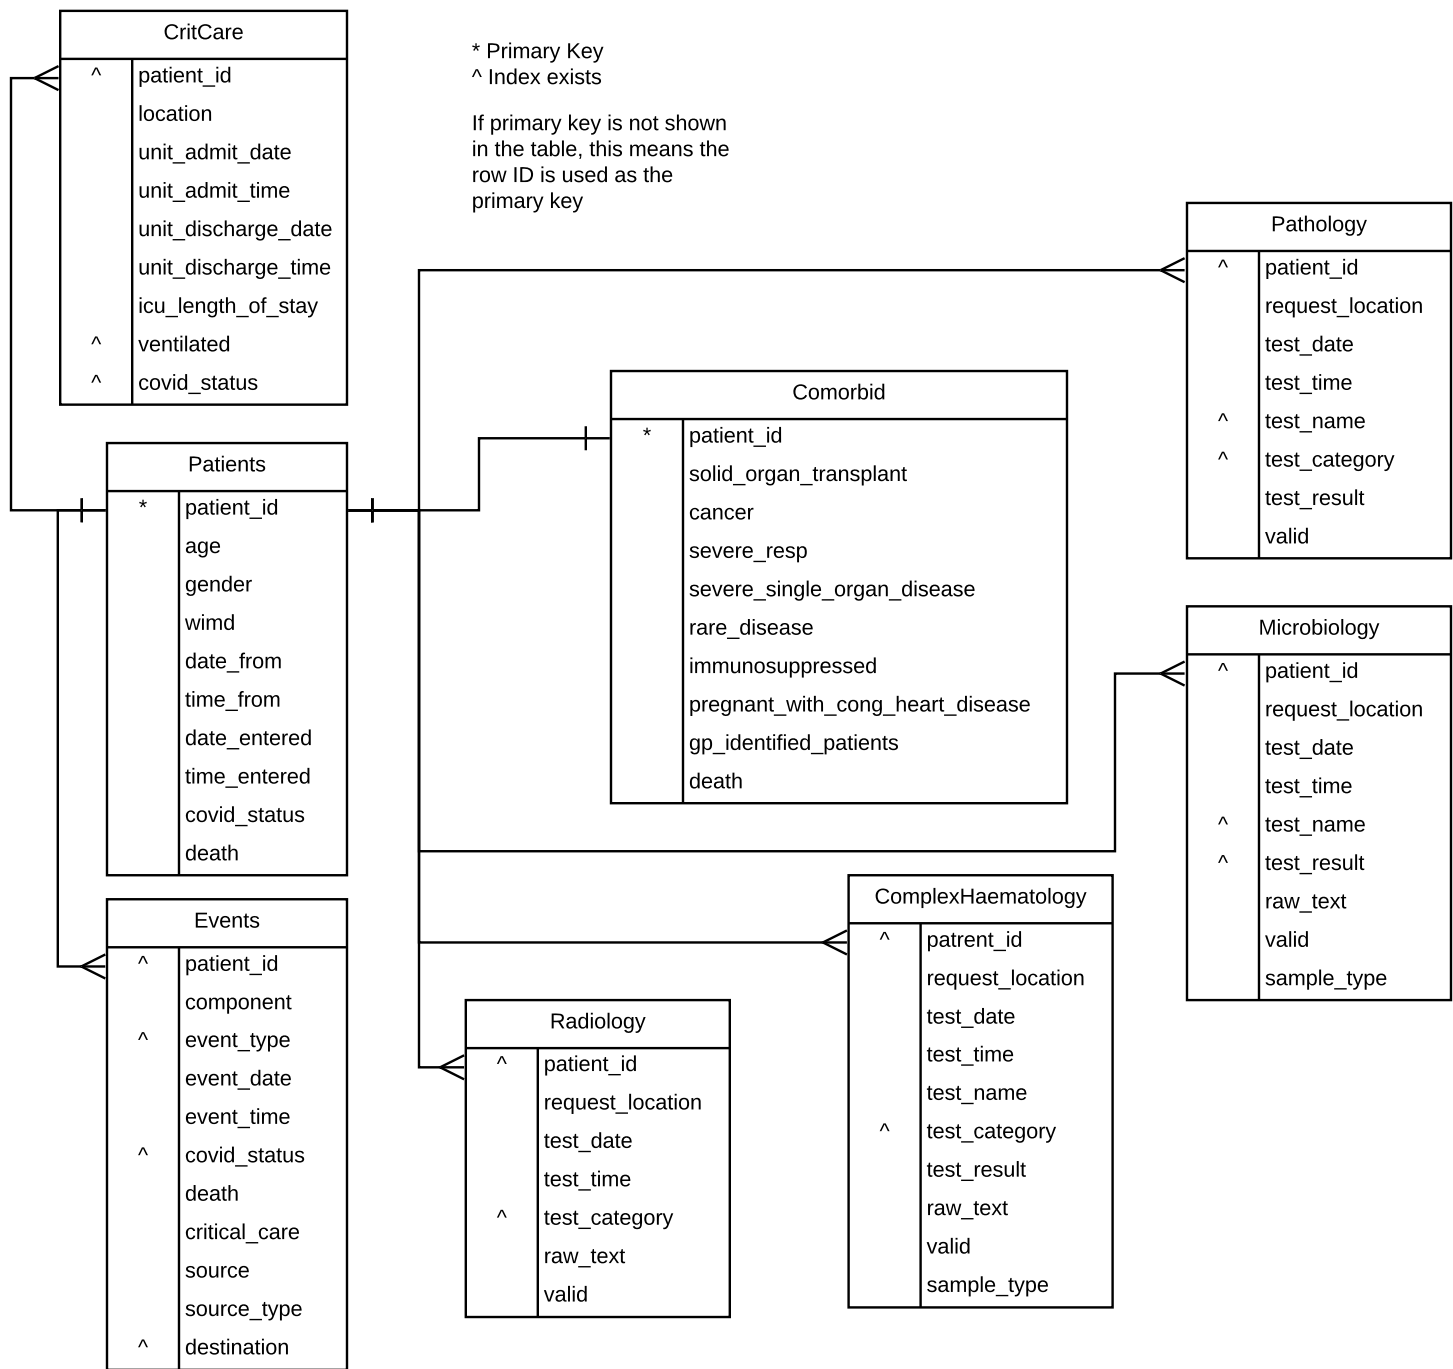 CritCare
^ patient_id
location
unit_admit_date
unit_admit_time
unit_discharge_date
unit_discharge_time
icu_length_of_stay
^ ventilated
^ covid_status
* Primary Key
^ Index exists
If primary key is not shown
in the table, this means the
row ID is used as the
primary key
Pathology
^ patient_id
request_location
test_date
test_time
^ test_name
^ test_category
test_result
valid
Comorbid
* patient_id
solid_organ_transplant
cancer
severe_resp
severe_single_organ_disease
rare_disease
immunosuppressed
pregnant_with_cong_heart_disease
gp_identified_patients
death
Patients
* patient_id
age
gender
wimd
date_from
time_from
date_entered
time_entered
covid_status
death
Microbiology
^ patient_id
request_location
test_date
test_time
^ test_name
^ test_result
raw_text
valid
sample_type
Events
^ patient_id
component
^ event_type
event_date
event_time
^ covid_status
death
critical_care
source
source_type
^ destination
Radiology
^ patient_id
request_location
test_date
test_time
^ test_category
raw_text
valid
ComplexHaematology
^ patrent_id
request_location
test_date
test_time
test_name
^ test_category
test_result
raw_text
valid
sample_type